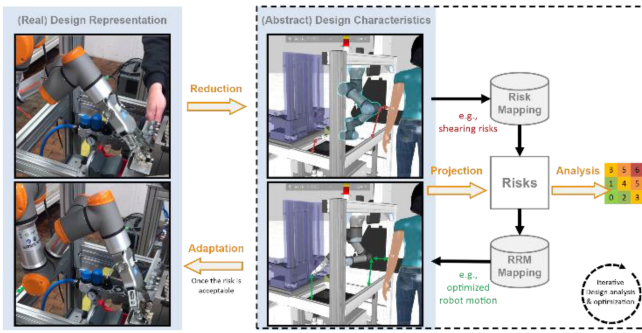 (Real) Design Representation
(Abstract) Design Characteristics
Reduction
Risk
Mapping
e.g.,
shearing risks
Projection
Risks
Analysis
3 5 6
1 4 5
0 2 3
Adaptation
Once the risk is
acceptable
e.g.,
optimized
robot motion
RRM
Mapping
Iterative
Design analysis
& optimization